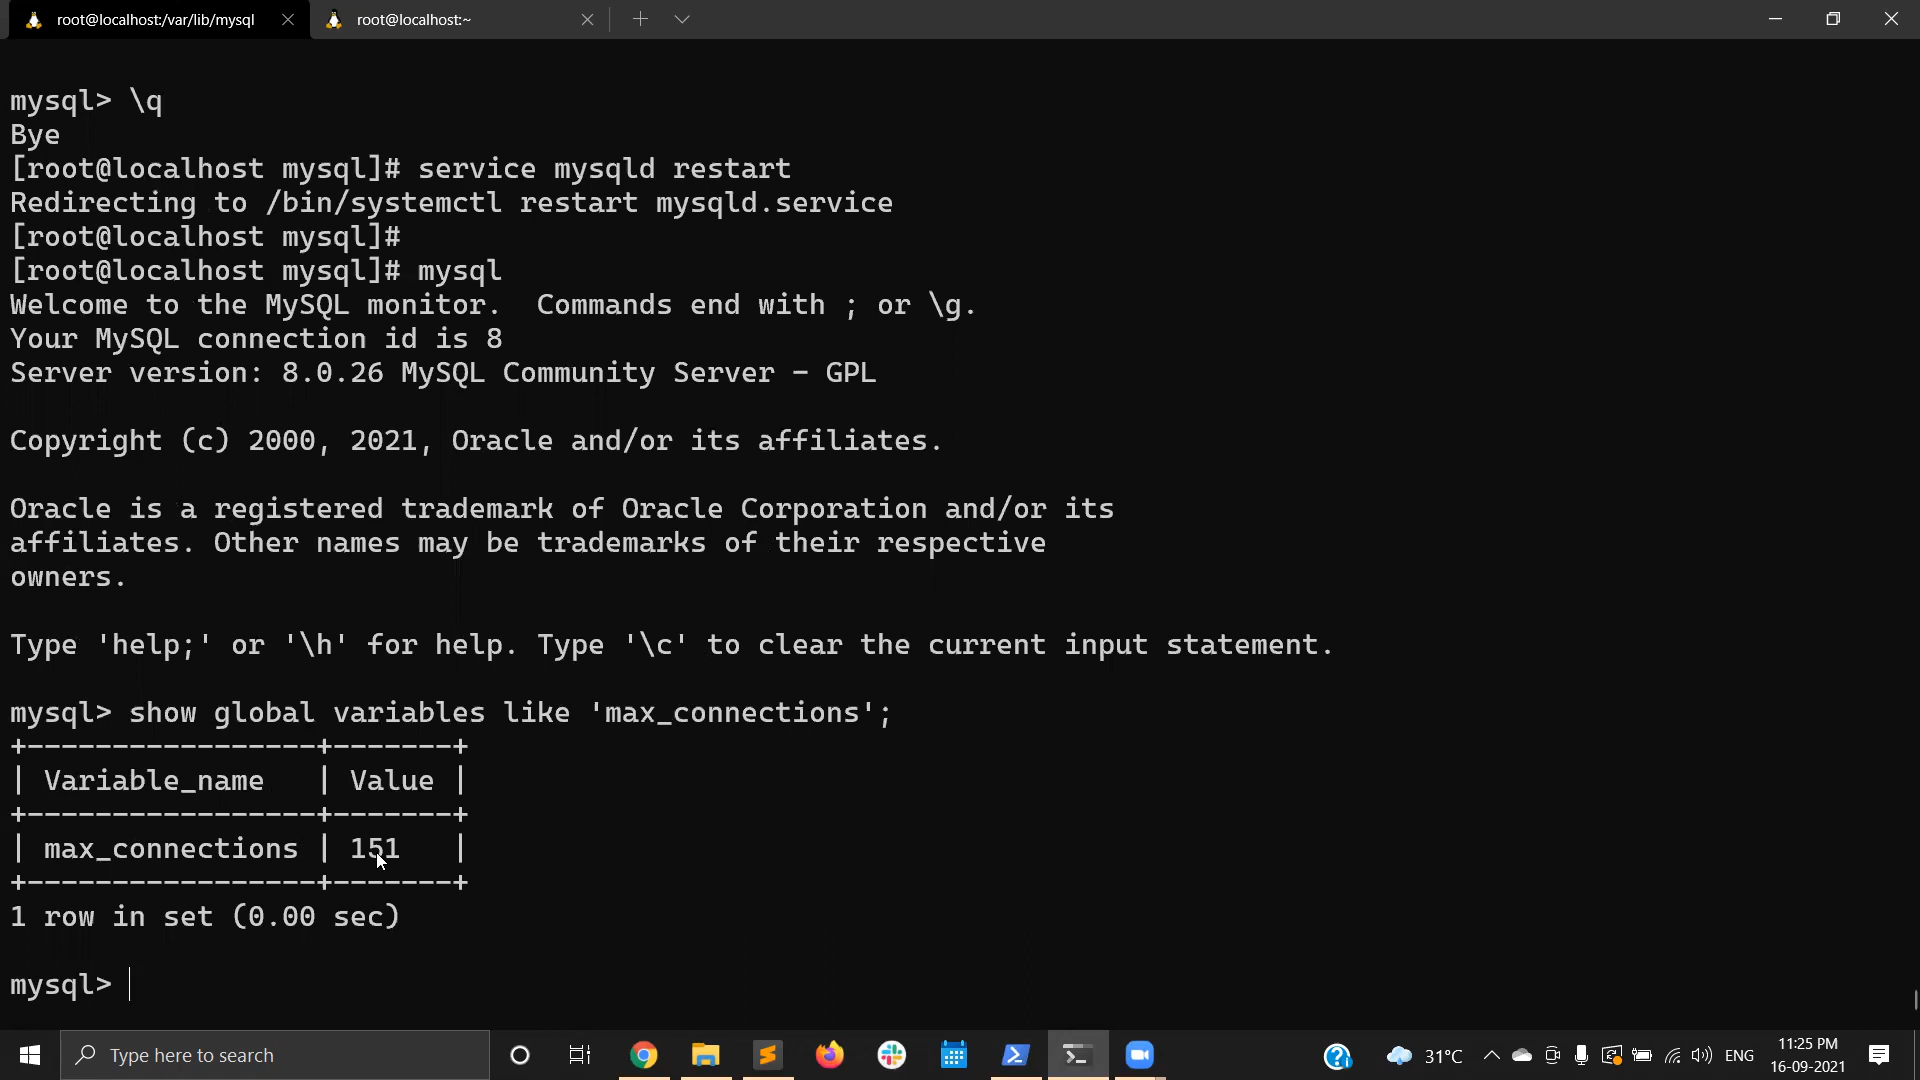 root@localhost:/var/lib/mysql
root@localhost:~
mysql> \q
Bye
[root@localhost mysql]# service mysqld restart
Redirecting to /bin/systemctl restart mysqld.service
[root@localhost mysql]#
[root@localhost mysql]# mysql
Welcome to the MySQL monitor.  Commands end with ; or \g.
Your MySQL connection id is 8
Server version: 8.0.26 MySQL Community Server - GPL
Copyright (c) 2000, 2021, Oracle and/or its affiliates.
Oracle is a registered trademark of Oracle Corporation and/or its
affiliates. Other names may be trademarks of their respective
owners.
Type 'help;' or '\h' for help. Type '\c' to clear the current input statement.
mysql> show global variables like 'max_connections';
+-----------------+-------+
| Variable_name   | Value |
+-----------------+-------+
| max_connections | 151   |
+-----------------+-------+
1 row in set (0.00 sec)
mysql>
Type here to search
31°C
ENG
11:25 PM
16-09-2021